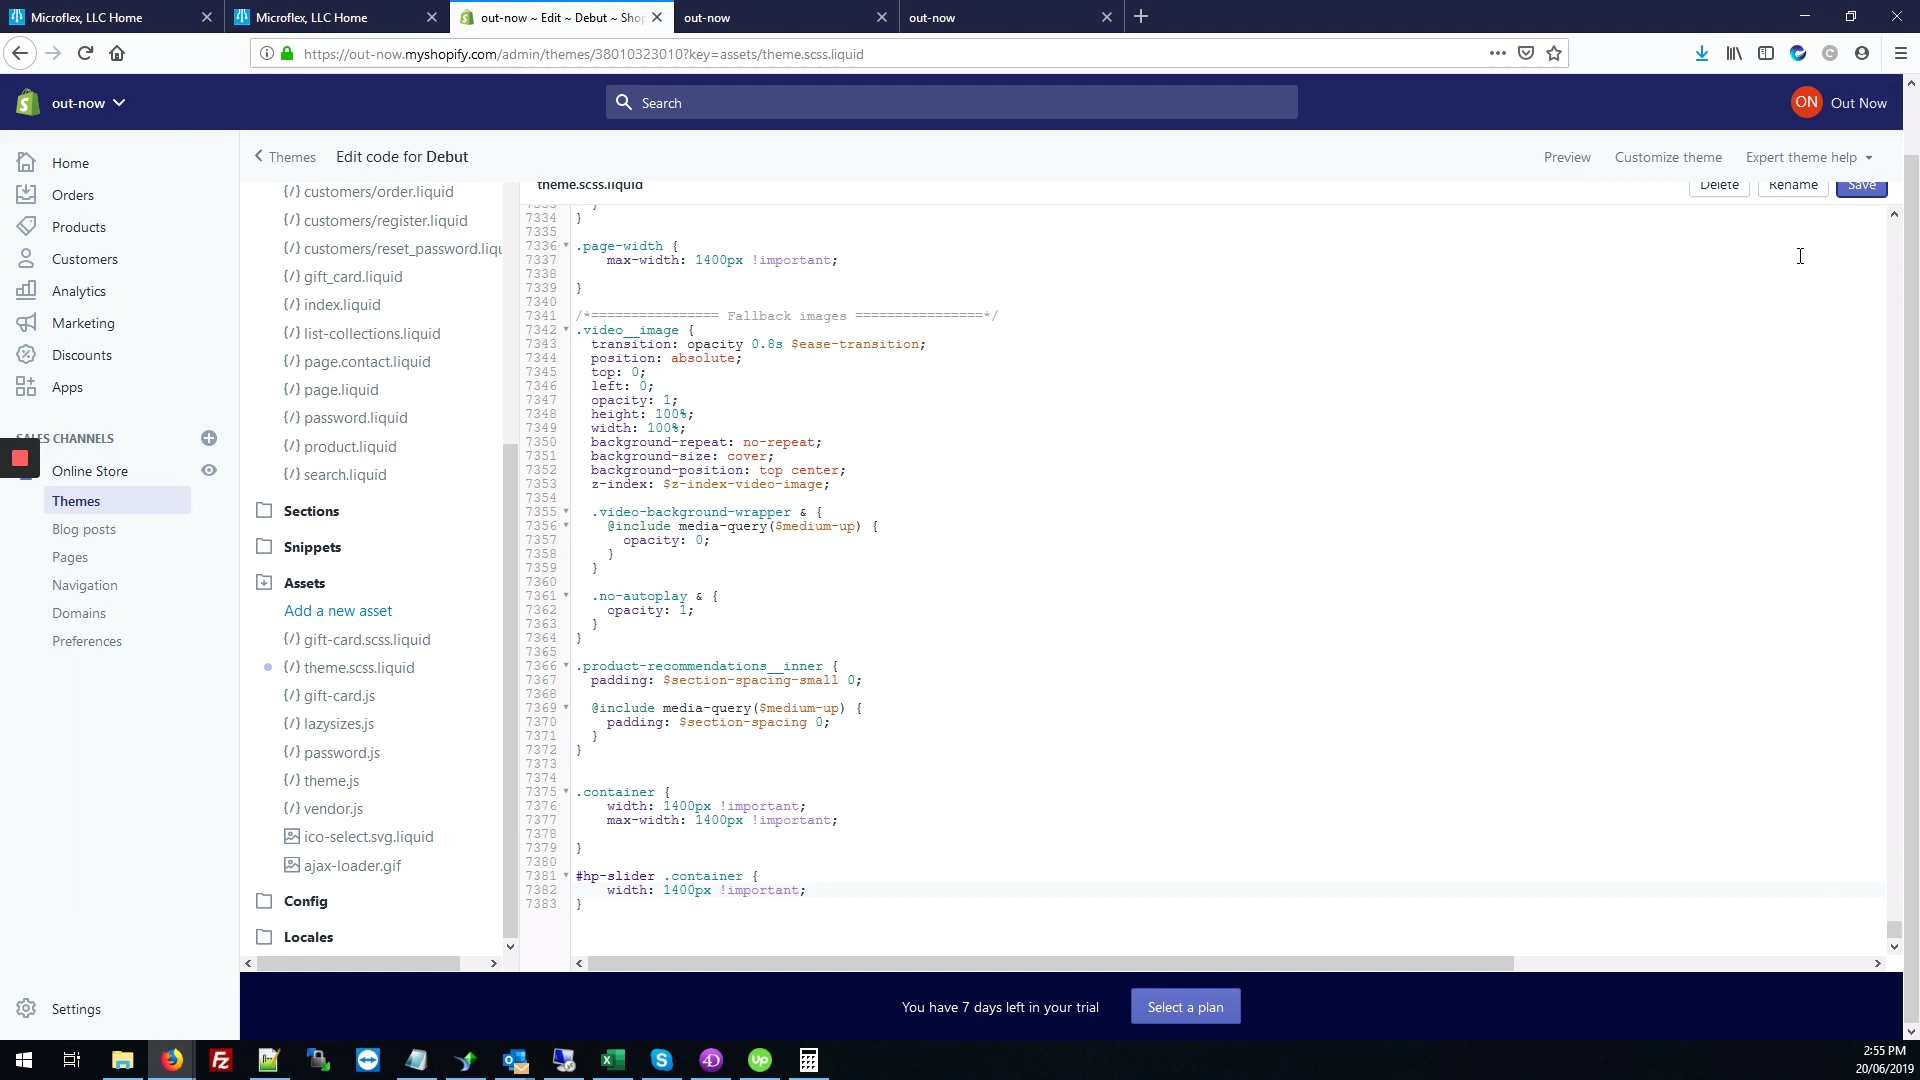 Microflex, LLC Home
Microflex, LLC Home
out-now ~ Edit ~ Debut ~ Sho
out-now
out-now
https://out-now.myshopify.com/admin/themes/38010323010?key=assets/theme.scss.liquid
out-now
Search
ON
Out Now
Home
Orders
Products
Customers
Analytics
Marketing
Discounts
Apps
SALES CHANNELS
Online Store
Themes
Blog posts
Pages
Navigation
Domains
Preferences
Settings
Themes
Edit code for Debut
Preview
Customize theme
Expert theme help
{/} customers/order.liquid
{/} customers/register.liquid
{/} customers/reset_password.liqu
{/} gift_card.liquid
{/} index.liquid
{/} list-collections.liquid
{/} page.contact.liquid
{/} page.liquid
{/} password.liquid
{/} product.liquid
{/} search.liquid
Sections
Snippets
Assets
Add a new asset
{/} gift-card.scss.liquid
{/} theme.scss.liquid
{/} gift-card.js
{/} lazysizes.js
{/} password.js
{/} theme.js
{/} vendor.js
ico-select.svg.liquid
ajax-loader.gif
Config
Locales
theme.scss.liquid
Delete
Rename
Save
7333 }
7334 }
7335
7336 .page-width {
7337 max-width: 1400px !important;
7338
7339 }
7340
7341 /*================ Fallback images ================*/
7342 .video__image {
7343 transition: opacity 0.8s $ease-transition;
7344 position: absolute;
7345 top: 0;
7346 left: 0;
7347 opacity: 1;
7348 height: 100%;
7349 width: 100%;
7350 background-repeat: no-repeat;
7351 background-size: cover;
7352 background-position: top center;
7353 z-index: $z-index-video-image;
7354
7355 .video-background-wrapper & {
7356 @include media-query($medium-up) {
7357 opacity: 0;
7358 }
7359 }
7360
7361 .no-autoplay & {
7362 opacity: 1;
7363 }
7364 }
7365
7366 .product-recommendations__inner {
7367 padding: $section-spacing-small 0;
7368
7369 @include media-query($medium-up) {
7370 padding: $section-spacing 0;
7371 }
7372 }
7373
7374
7375 .container {
7376 width: 1400px !important;
7377 max-width: 1400px !important;
7378
7379 }
7380
7381 #hp-slider .container {
7382 width: 1400px !important;
7383 }
You have 7 days left in your trial
Select a plan
2:55 PM
20/06/2019